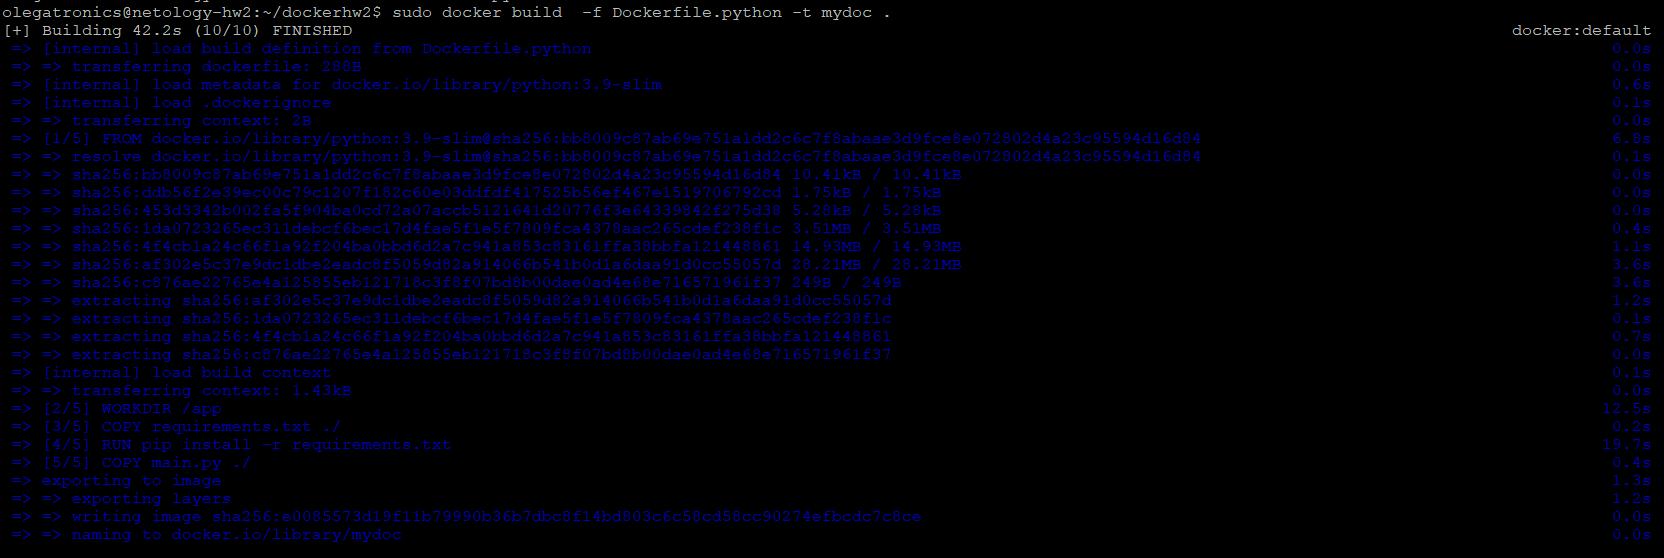 olegatronics@netology-hw2:~/dockerhw2$ sudo docker build  -f Dockerfile.python -t mydoc .
[+] Building 42.2s (10/10) FINISHED docker:default
=> [internal] load build definition from Dockerfile.python 0.0s
=> => transferring dockerfile: 288B 0.0s
=> [internal] load metadata for docker.io/library/python:3.9-slim 0.6s
=> [internal] load .dockerignore 0.1s
=> => transferring context: 2B 0.0s
=> [1/5] FROM docker.io/library/python:3.9-slim@sha256:bb8009c87ab69e751a1dd2c6c7f8abaae3d9fce8e072802d4a23c95594d16d84 6.8s
=> => resolve docker.io/library/python:3.9-slim@sha256:bb8009c87ab69e751a1dd2c6c7f8abaae3d9fce8e072802d4a23c95594d16d84 0.1s
=> => sha256:bb8009c87ab69e751a1dd2c6c7f8abaae3d9fce8e072802d4a23c95594d16d84 10.41kB / 10.41kB 0.0s
=> => sha256:ddb56f2e39ec00c79c1207f182c60e03ddfdf417525b56ef467e1519706792cd 1.75kB / 1.75kB 0.0s
=> => sha256:453d3342b002fa5f904ba0cd72a07accb5121641d20776f3e64339842f275d38 5.28kB / 5.28kB 0.0s
=> => sha256:1da0723265ec311debcf6bec17d4fae5f1e5f7809fca4378aac265cdef238f1c 3.51MB / 3.51MB 0.4s
=> => sha256:4f4cb1a24c66f1a92f204ba0bbd6d2a7c941a853c83161ffa38bbfa121448861 14.93MB / 14.93MB 1.1s
=> => sha256:af302e5c37e9dc1dbe2eadc8f5059d82a914066b541b0d1a6daa91d0cc55057d 28.21MB / 28.21MB 3.6s
=> => sha256:c876ae22765e4a125855eb121718c3f8f07bd8b00dae0ad4e68e716571961f37 249B / 249B 3.6s
=> => extracting sha256:af302e5c37e9dc1dbe2eadc8f5059d82a914066b541b0d1a6daa91d0cc55057d 1.2s
=> => extracting sha256:1da0723265ec311debcf6bec17d4fae5f1e5f7809fca4378aac265cdef238f1c 0.1s
=> => extracting sha256:4f4cb1a24c66f1a92f204ba0bbd6d2a7c941a853c83161ffa38bbfa121448861 0.7s
=> => extracting sha256:c876ae22765e4a125855eb121718c3f8f07bd8b00dae0ad4e68e716571961f37 0.0s
=> [internal] load build context 0.1s
=> => transferring context: 1.43kB 0.0s
=> [2/5] WORKDIR /app 12.5s
=> [3/5] COPY requirements.txt ./ 0.2s
=> [4/5] RUN pip install -r requirements.txt 19.7s
=> [5/5] COPY main.py ./ 0.4s
=> exporting to image 1.3s
=> => exporting layers 1.2s
=> => writing image sha256:e0085573d19f11b79990b36b7dbc8f14bd803c6c58cd58cc90274efbcdc7c8ce 0.0s
=> => naming to docker.io/library/mydoc 0.0s